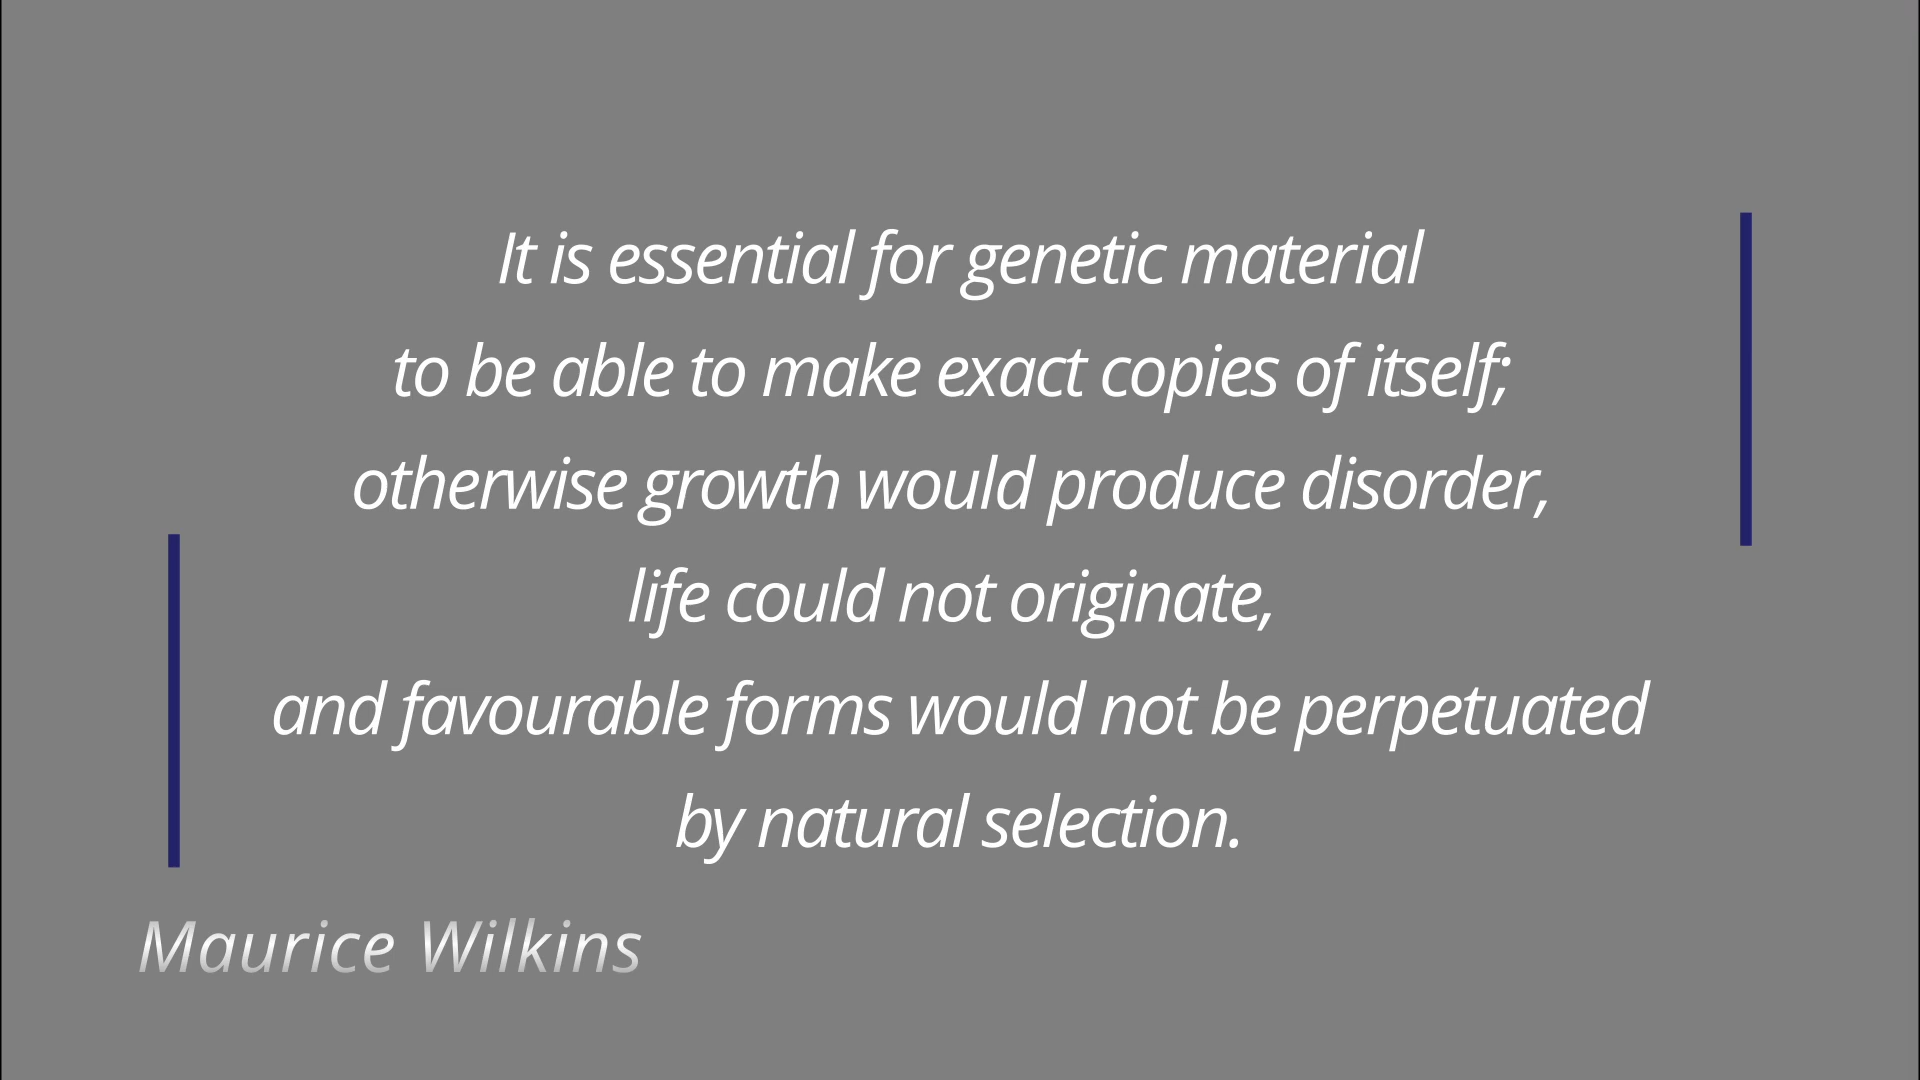 It is essential for genetic material
to be able to make exact copies of itself;
otherwise growth would produce disorder,
life could not originate,
and favourable forms would not be perpetuated
by natural selection.
Maurice Wilkins